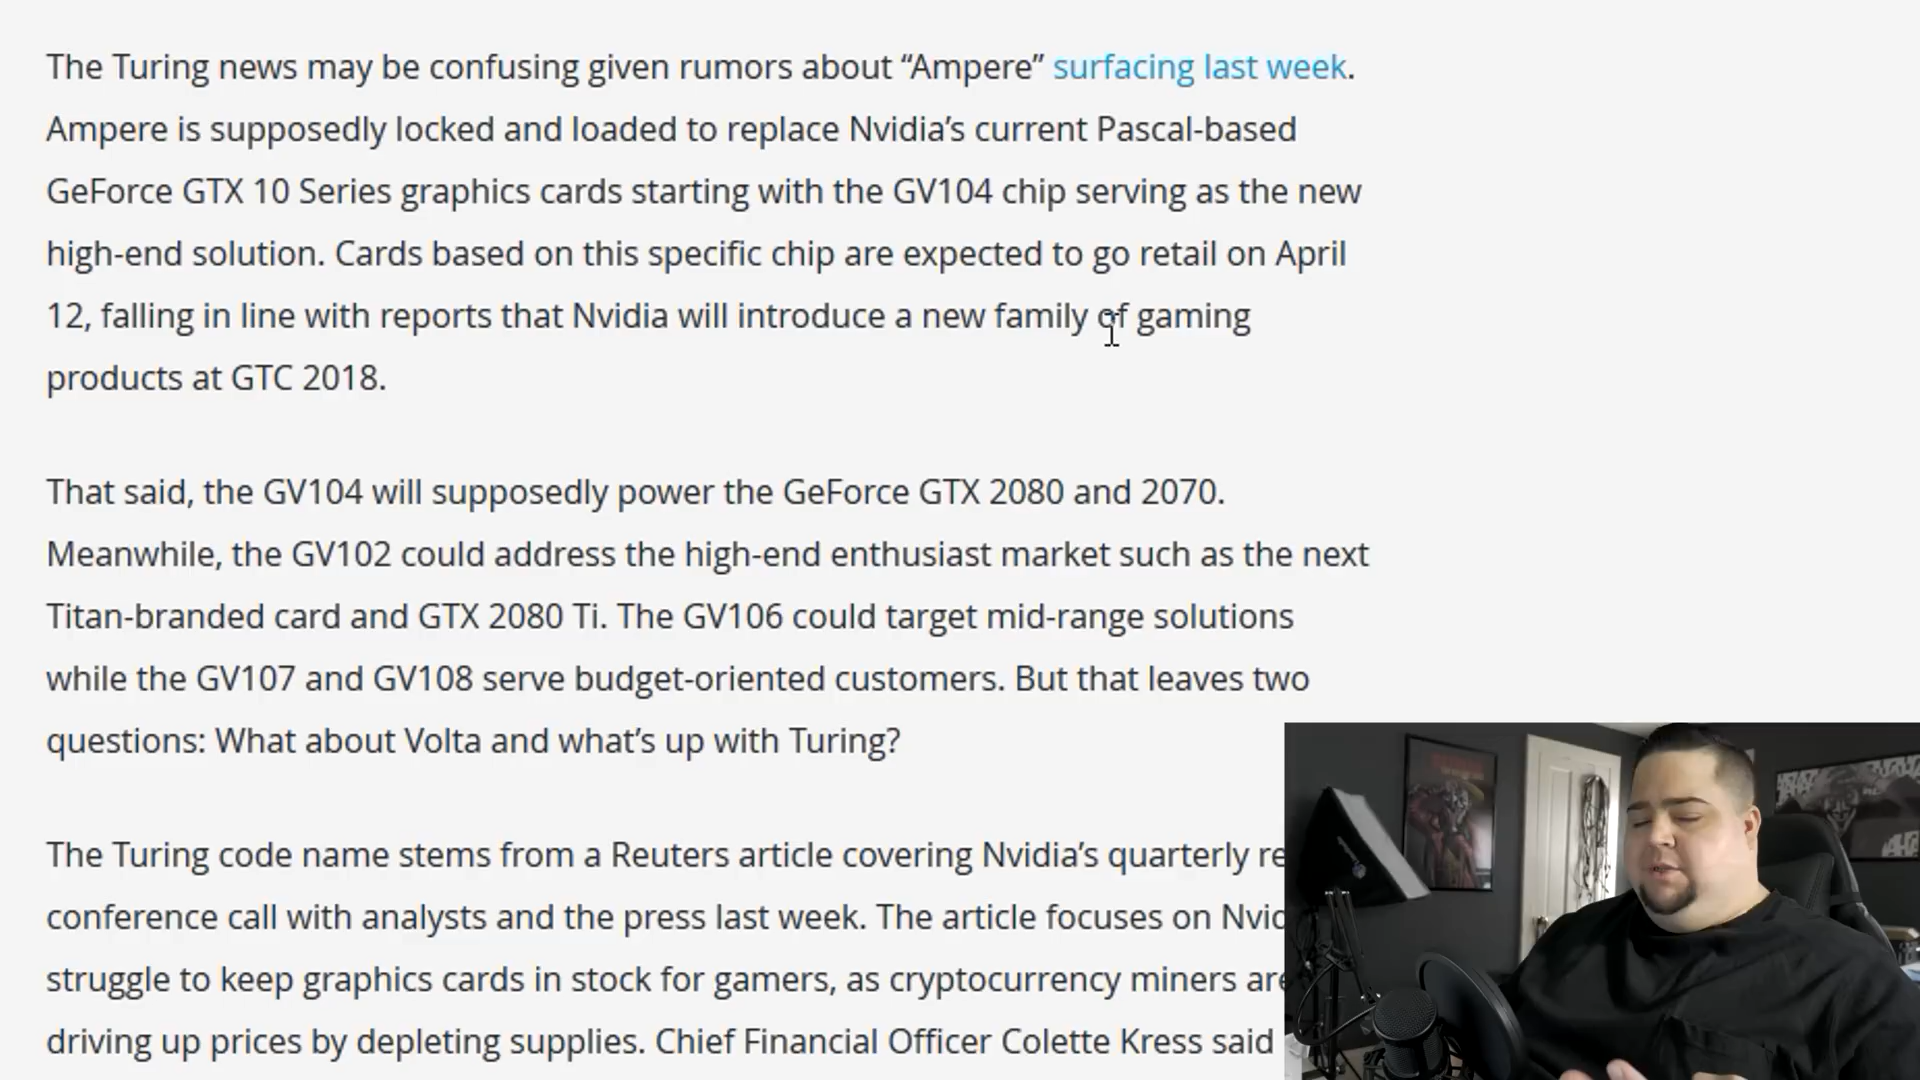 The Turing news may be confusing given rumors about “Ampere” surfacing last week.
Ampere is supposedly locked and loaded to replace Nvidia’s current Pascal-based
GeForce GTX 10 Series graphics cards starting with the GV104 chip serving as the new
high-end solution. Cards based on this specific chip are expected to go retail on April
12, falling in line with reports that Nvidia will introduce a new family of gaming
products at GTC 2018.
That said, the GV104 will supposedly power the GeForce GTX 2080 and 2070.
Meanwhile, the GV102 could address the high-end enthusiast market such as the next
Titan-branded card and GTX 2080 Ti. The GV106 could target mid-range solutions
while the GV107 and GV108 serve budget-oriented customers. But that leaves two
questions: What about Volta and what’s up with Turing?
The Turing code name stems from a Reuters article covering Nvidia’s quarterly re
conference call with analysts and the press last week. The article focuses on Nvid
struggle to keep graphics cards in stock for gamers, as cryptocurrency miners are
driving up prices by depleting supplies. Chief Financial Officer Colette Kress said